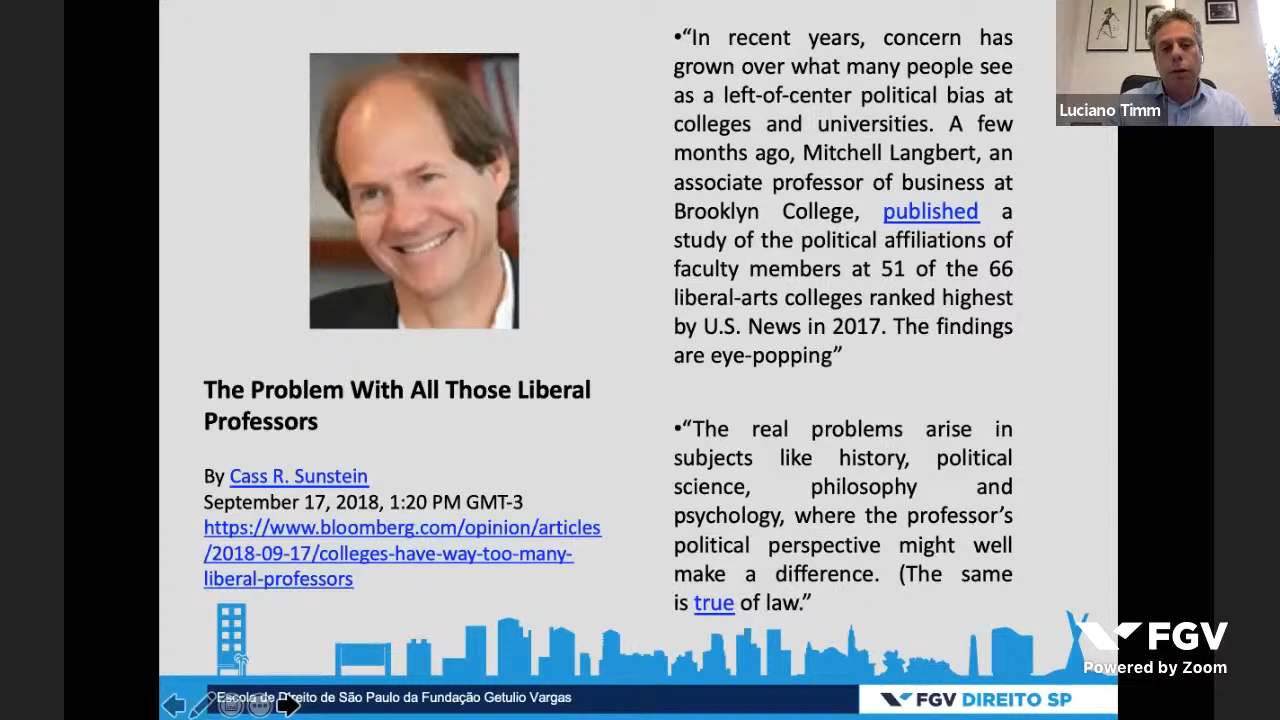 The Problem With All Those Liberal
Professors
By Cass R. Sunstein
September 17, 2018, 1:20 PM GMT-3
https://www.bloomberg.com/opinion/articles
/2018-09-17/colleges-have-way-too-many-
liberal-professors
•“In recent years, concern has
grown over what many people see
as a left-of-center political bias at
colleges and universities. A few
months ago, Mitchell Langbert, an
associate professor of business at
Brooklyn College, published a
study of the political affiliations of
faculty members at 51 of the 66
liberal-arts colleges ranked highest
by U.S. News in 2017. The findings
are eye-popping”
•“The real problems arise in
subjects like history, political
science, philosophy and
psychology, where the professor’s
political perspective might well
make a difference. (The same
is true of law.”
Luciano Timm
FGV
Powered by Zoom
Escola de Direito de São Paulo da Fundação Getulio Vargas
FGV DIREITO SP